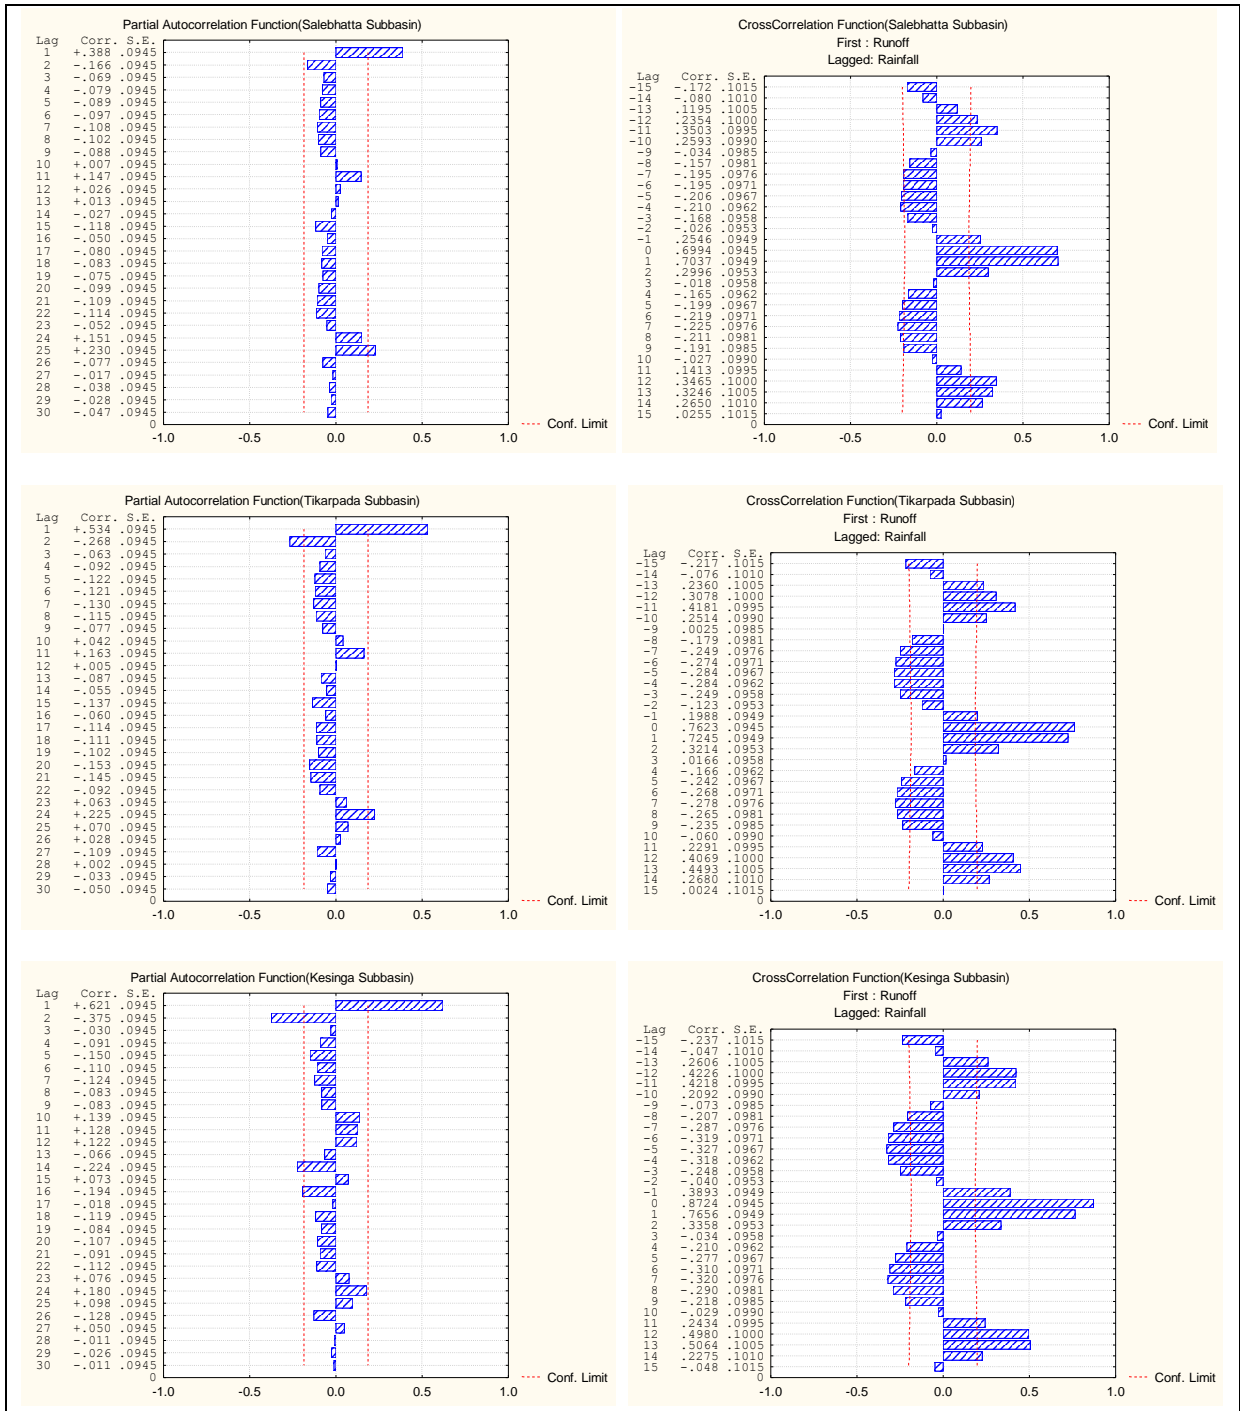 Partial Autocorrelation Function(Salebhatta Subbasin)
Lag Corr. S.E.
1 +.388 .0945
2 -.166 .0945
3 -.069 .0945
4 -.079 .0945
5 -.089 .0945
6 -.097 .0945
7 -.108 .0945
8 -.102 .0945
9 -.088 .0945
10 +.007 .0945
11 +.147 .0945
12 +.026 .0945
13 +.013 .0945
14 -.027 .0945
15 -.118 .0945
16 -.050 .0945
17 -.080 .0945
18 -.083 .0945
19 -.075 .0945
20 -.099 .0945
21 -.109 .0945
22 -.114 .0945
23 -.052 .0945
24 +.151 .0945
25 +.230 .0945
26 -.077 .0945
27 -.017 .0945
28 -.038 .0945
29 -.028 .0945
30 -.047 .0945
0
-1.0 -0.5 0.0 0.5 1.0
Conf. Limit
CrossCorrelation Function(Salebhatta Subbasin)
First : Runoff
Lagged: Rainfall
Lag Corr. S.E.
-15 -.172 .1015
-14 -.080 .1010
-13 .1195 .1005
-12 .2354 .1000
-11 .3503 .0995
-10 .2593 .0990
-9 -.034 .0985
-8 -.157 .0981
-7 -.195 .0976
-6 -.195 .0971
-5 -.206 .0967
-4 -.210 .0962
-3 -.168 .0958
-2 -.026 .0953
-1 .2546 .0949
0 .6994 .0945
1 .7037 .0949
2 .2996 .0953
3 -.018 .0958
4 -.165 .0962
5 -.199 .0967
6 -.219 .0971
7 -.225 .0976
8 -.211 .0981
9 -.191 .0985
10 -.027 .0990
11 .1413 .0995
12 .3465 .1000
13 .3246 .1005
14 .2650 .1010
15 .0255 .1015
0
-1.0 -0.5 0.0 0.5 1.0
Conf. Limit
Partial Autocorrelation Function(Tikarpada Subbasin)
Lag Corr. S.E.
1 +.534 .0945
2 -.268 .0945
3 -.063 .0945
4 -.092 .0945
5 -.122 .0945
6 -.121 .0945
7 -.130 .0945
8 -.115 .0945
9 -.077 .0945
10 +.042 .0945
11 +.163 .0945
12 +.005 .0945
13 -.087 .0945
14 -.055 .0945
15 -.137 .0945
16 -.060 .0945
17 -.114 .0945
18 -.111 .0945
19 -.102 .0945
20 -.153 .0945
21 -.145 .0945
22 -.092 .0945
23 +.063 .0945
24 +.225 .0945
25 +.070 .0945
26 +.028 .0945
27 -.109 .0945
28 +.002 .0945
29 -.033 .0945
30 -.050 .0945
0
-1.0 -0.5 0.0 0.5 1.0
Conf. Limit
CrossCorrelation Function(Tikarpada Subbasin)
First : Runoff
Lagged: Rainfall
Lag Corr. S.E.
-15 -.217 .1015
-14 -.076 .1010
-13 .2360 .1005
-12 .3078 .1000
-11 .4181 .0995
-10 .2514 .0990
-9 .0025 .0985
-8 -.179 .0981
-7 -.249 .0976
-6 -.274 .0971
-5 -.284 .0967
-4 -.284 .0962
-3 -.249 .0958
-2 -.123 .0953
-1 .1988 .0949
0 .7623 .0945
1 .7245 .0949
2 .3214 .0953
3 .0166 .0958
4 -.166 .0962
5 -.242 .0967
6 -.268 .0971
7 -.278 .0976
8 -.265 .0981
9 -.235 .0985
10 -.060 .0990
11 .2291 .0995
12 .4069 .1000
13 .4493 .1005
14 .2680 .1010
15 .0024 .1015
0
-1.0 -0.5 0.0 0.5 1.0
Conf. Limit
Partial Autocorrelation Function(Kesinga Subbasin)
Lag Corr. S.E.
1 +.621 .0945
2 -.375 .0945
3 -.030 .0945
4 -.091 .0945
5 -.150 .0945
6 -.110 .0945
7 -.124 .0945
8 -.083 .0945
9 -.083 .0945
10 +.139 .0945
11 +.128 .0945
12 +.122 .0945
13 -.066 .0945
14 -.224 .0945
15 +.073 .0945
16 -.194 .0945
17 -.018 .0945
18 -.119 .0945
19 -.084 .0945
20 -.107 .0945
21 -.091 .0945
22 -.112 .0945
23 +.076 .0945
24 +.180 .0945
25 +.098 .0945
26 -.128 .0945
27 +.050 .0945
28 -.011 .0945
29 -.026 .0945
30 -.011 .0945
0
-1.0 -0.5 0.0 0.5 1.0
Conf. Limit
CrossCorrelation Function(Kesinga Subbasin)
First : Runoff
Lagged: Rainfall
Lag Corr. S.E.
-15 -.237 .1015
-14 -.047 .1010
-13 .2606 .1005
-12 .4226 .1000
-11 .4218 .0995
-10 .2092 .0990
-9 -.073 .0985
-8 -.207 .0981
-7 -.287 .0976
-6 -.319 .0971
-5 -.327 .0967
-4 -.318 .0962
-3 -.248 .0958
-2 -.040 .0953
-1 .3893 .0949
0 .8724 .0945
1 .7656 .0949
2 .3358 .0953
3 -.034 .0958
4 -.210 .0962
5 -.277 .0967
6 -.310 .0971
7 -.320 .0976
8 -.290 .0981
9 -.218 .0985
10 -.029 .0990
11 .2434 .0995
12 .4980 .1000
13 .5064 .1005
14 .2275 .1010
15 -.048 .1015
0
-1.0 -0.5 0.0 0.5 1.0
Conf. Limit